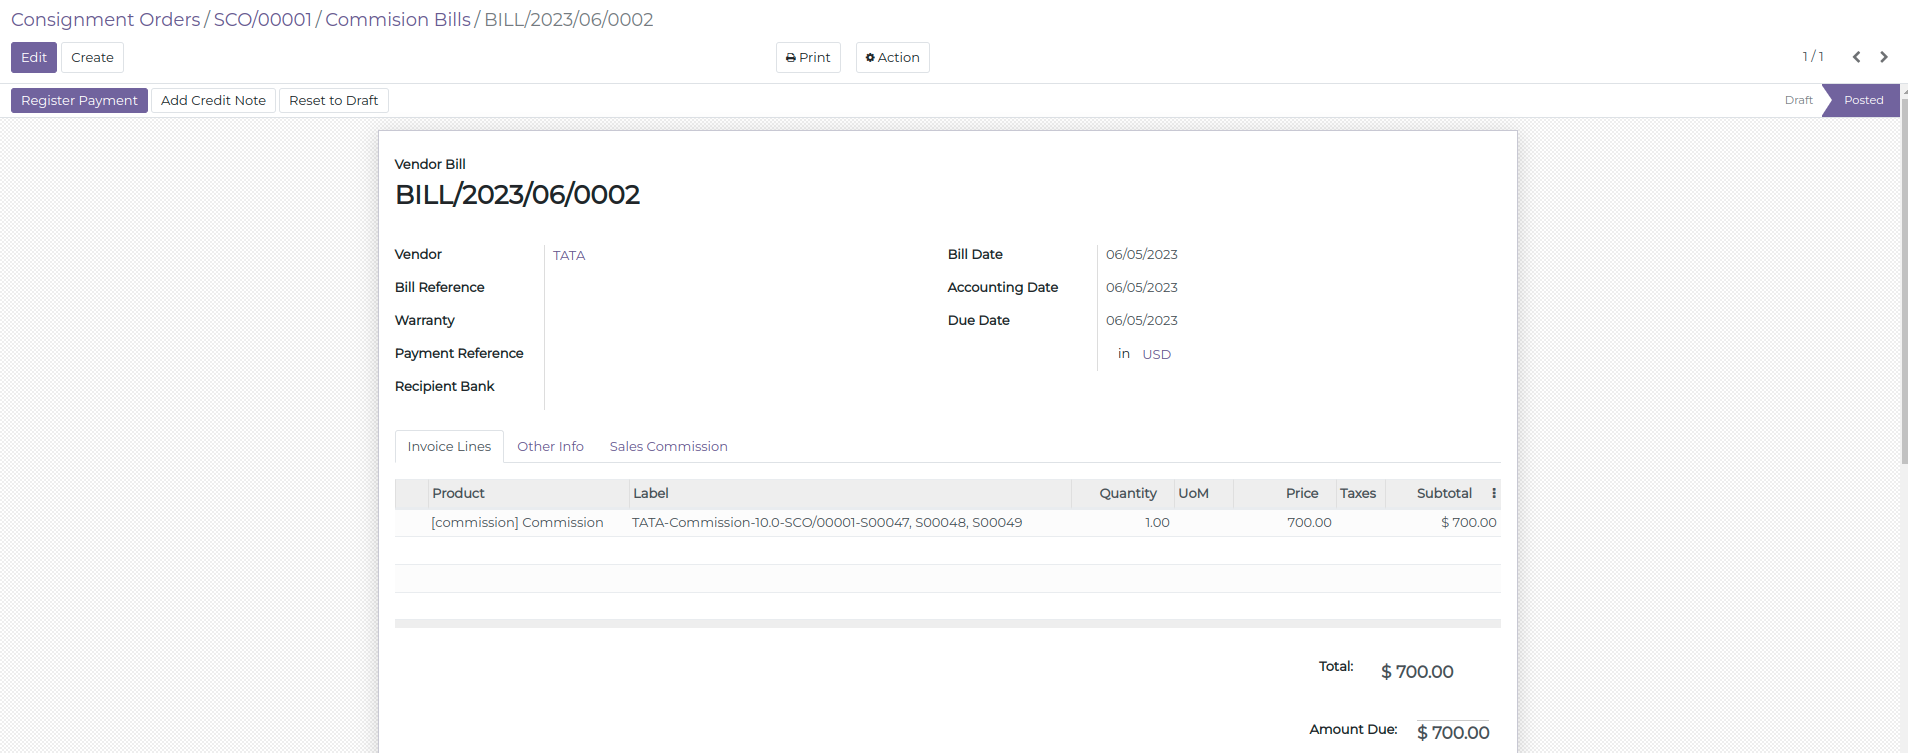 Consignment Orders / SCO/00001 / Commision Bills / BILL/2023/06/0002
Edit Create Print Action 1 / 1
Register Payment Add Credit Note Reset to Draft Draft Posted
Vendor Bill
BILL/2023/06/0002
Vendor TATA Bill Date 06/05/2023
Bill Reference Accounting Date 06/05/2023
Warranty Due Date 06/05/2023
Payment Reference in USD
Recipient Bank
Invoice Lines Other Info Sales Commission
Product Label Quantity UoM Price Taxes Subtotal
[commission] Commission TATA-Commission-10.0-SCO/00001-S00047, S00048, S00049 1.00 700.00 $ 700.00
Total: $ 700.00
Amount Due: $ 700.00